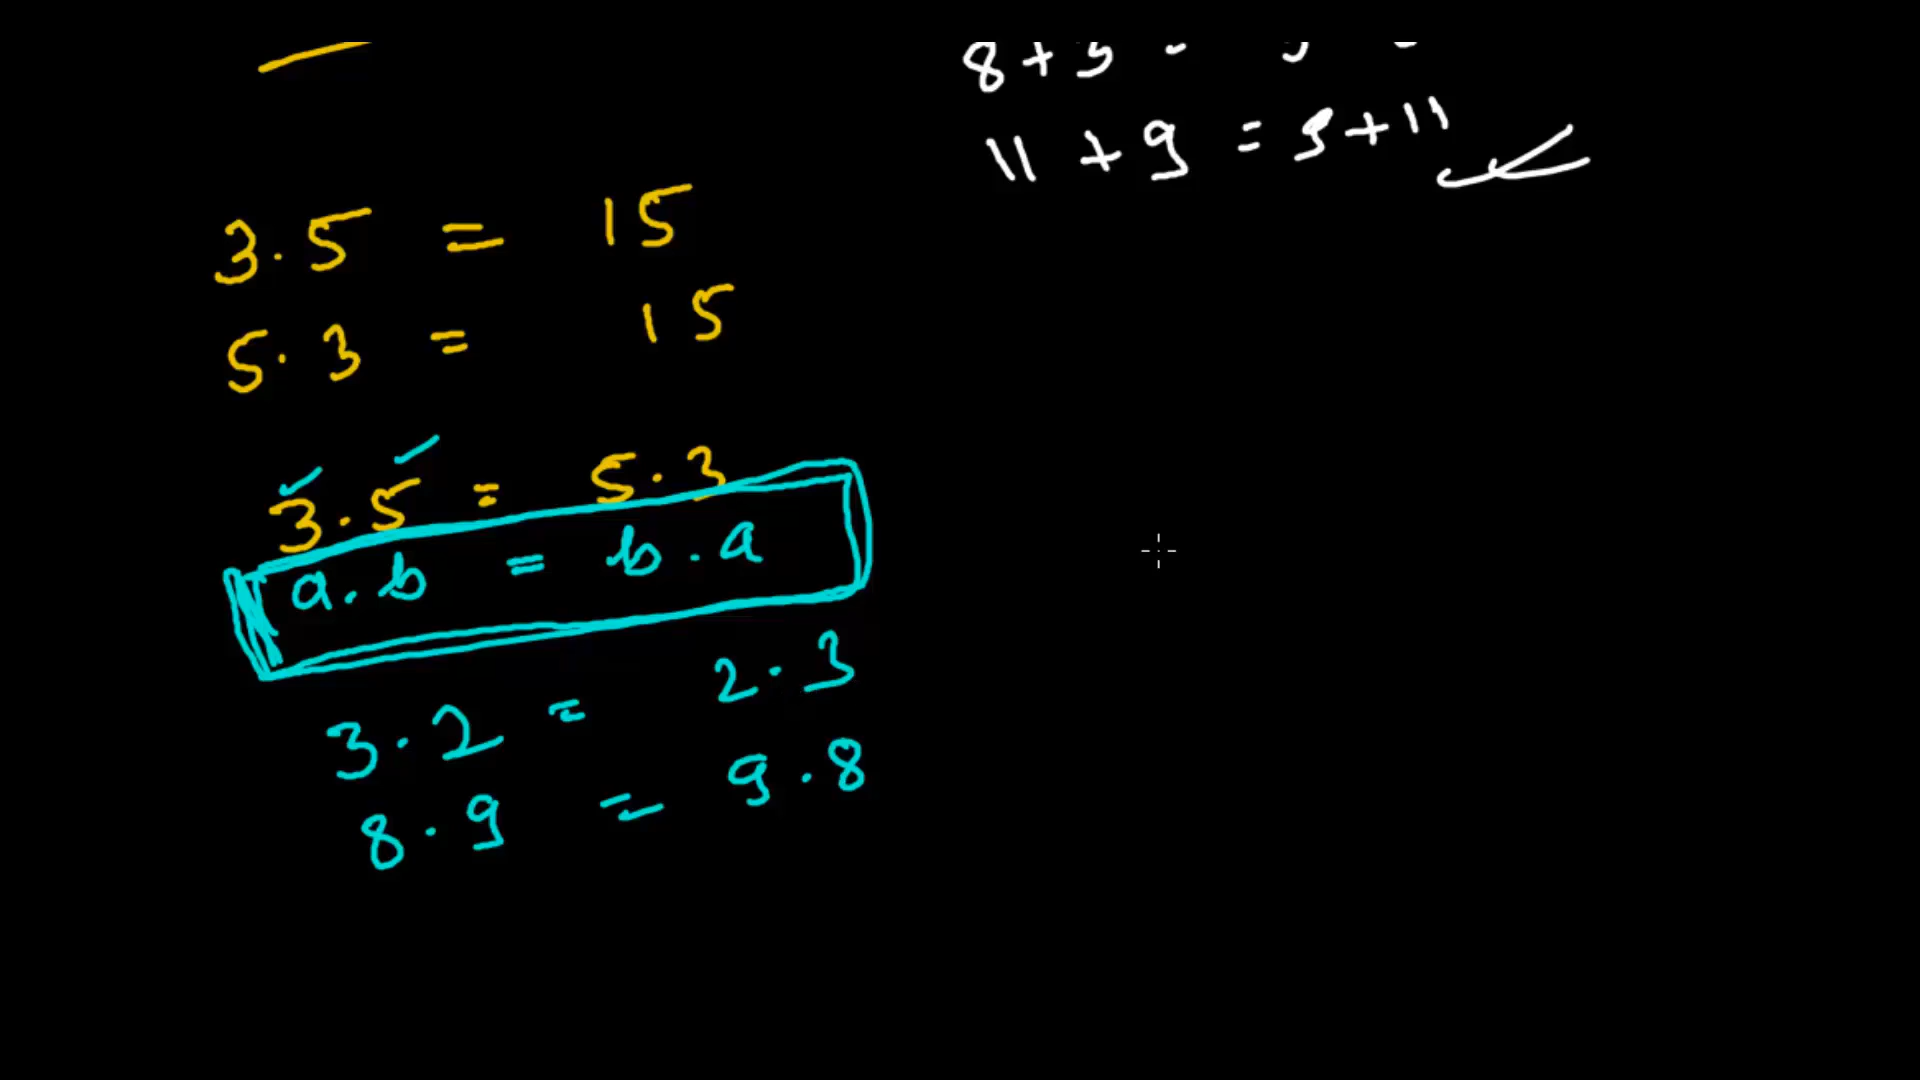 11 + 9 = 9 + 11
3 . 5 = 15
5 . 3 = 15
3 . 5 = 5 . 3
a . b = b . a
3 . 2 = 2 . 3
8 . 9 = 9 . 8